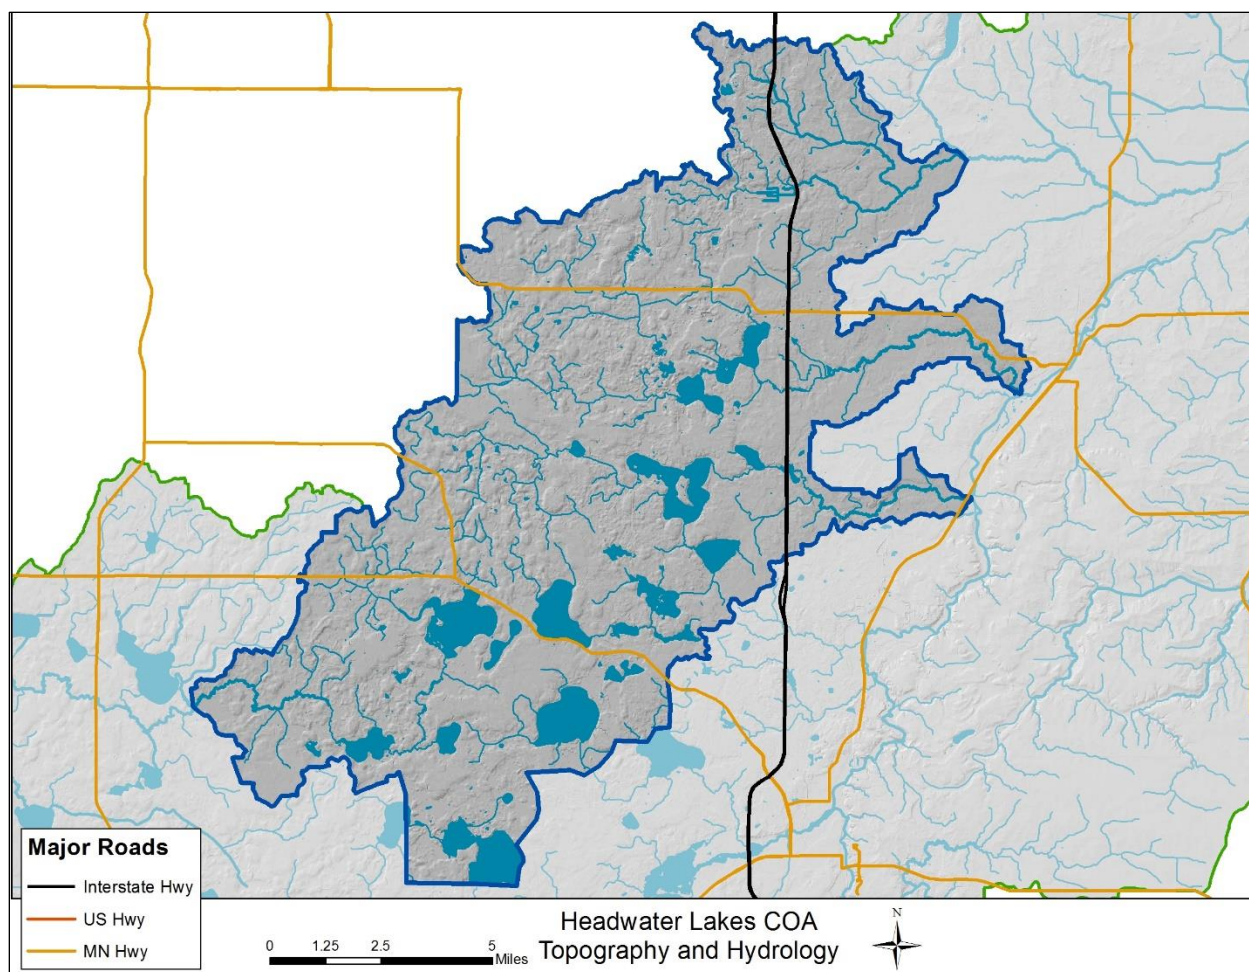 Major Roads
Interstate Hwy
US Hwy
MN Hwy
0 1.25 2.5 5
Miles
Headwater Lakes COA
Topography and Hydrology
N